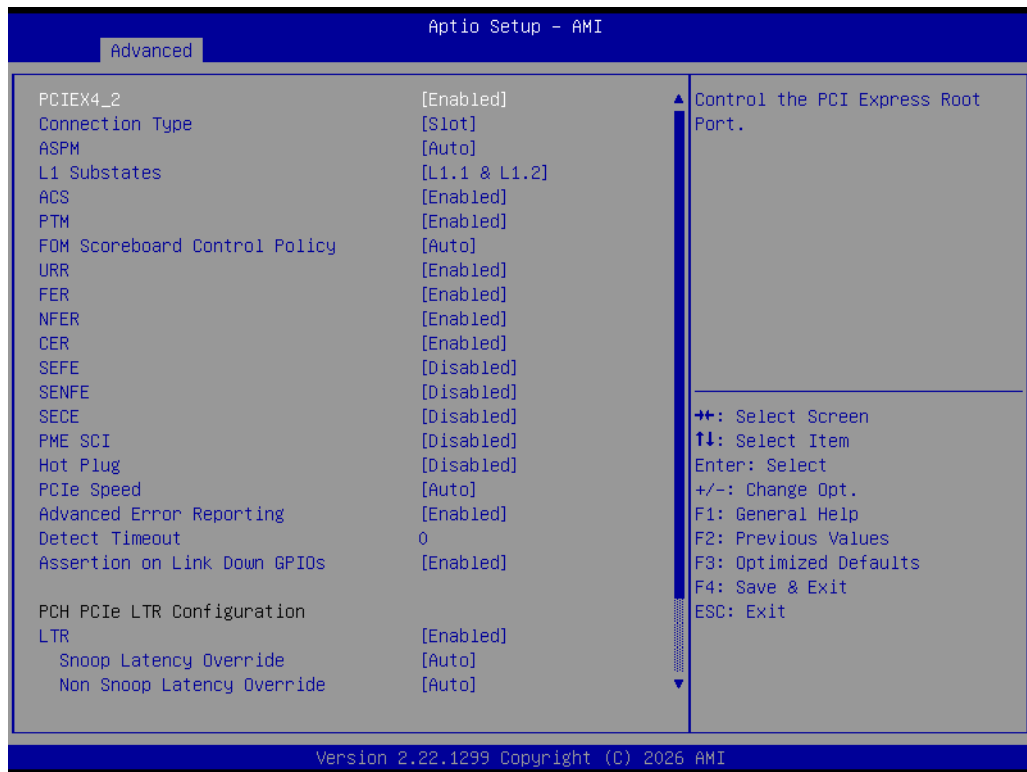 Aptio Setup – AMI
Advanced
PCIEX4_2 [Enabled]
Connection Type [Slot]
ASPM [Auto]
L1 Substates [L1.1 & L1.2]
ACS [Enabled]
PTM [Enabled]
FOM Scoreboard Control Policy [Auto]
URR [Enabled]
FER [Enabled]
NFER [Enabled]
CER [Enabled]
SEFE [Disabled]
SENFE [Disabled]
SECE [Disabled]
PME SCI [Disabled]
Hot Plug [Disabled]
PCIe Speed [Auto]
Advanced Error Reporting [Enabled]
Detect Timeout 0
Assertion on Link Down GPIOs [Enabled]
PCH PCIe LTR Configuration
LTR [Enabled]
Snoop Latency Override [Auto]
Non Snoop Latency Override [Auto]
Control the PCI Express Root
Port.
→←: Select Screen
↑↓: Select Item
Enter: Select
+/-: Change Opt.
F1: General Help
F2: Previous Values
F3: Optimized Defaults
F4: Save & Exit
ESC: Exit
Version 2.22.1299 Copyright (C) 2026 AMI